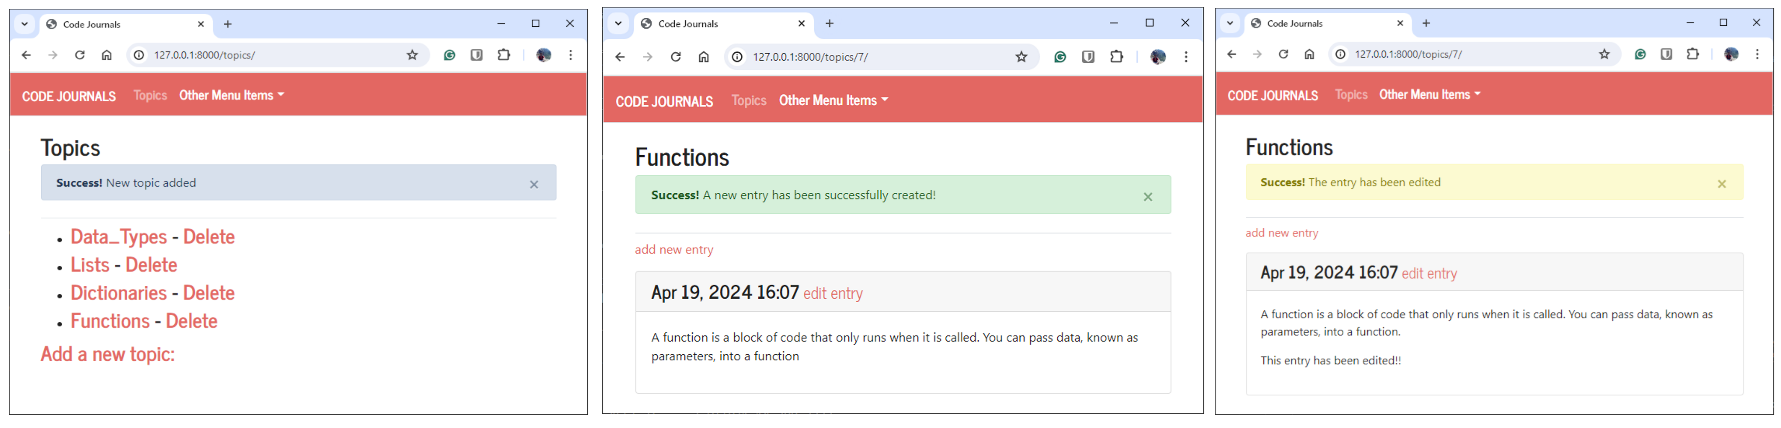 Code Journals
127.0.0.1:8000/topics/
CODE JOURNALS Topics Other Menu Items
Topics
Success! New topic added ×
• Data_Types - Delete
• Lists - Delete
• Dictionaries - Delete
• Functions - Delete
Add a new topic:
Code Journals
127.0.0.1:8000/topics/7/
CODE JOURNALS Topics Other Menu Items
Functions
Success! A new entry has been successfully created! ×
add new entry
Apr 19, 2024 16:07 edit entry
A function is a block of code that only runs when it is called. You can pass data, known as
parameters, into a function
Code Journals
127.0.0.1:8000/topics/7/
CODE JOURNALS Topics Other Menu Items
Functions
Success! The entry has been edited ×
add new entry
Apr 19, 2024 16:07 edit entry
A function is a block of code that only runs when it is called. You can pass data, known as
parameters, into a function.
This entry has been edited!!